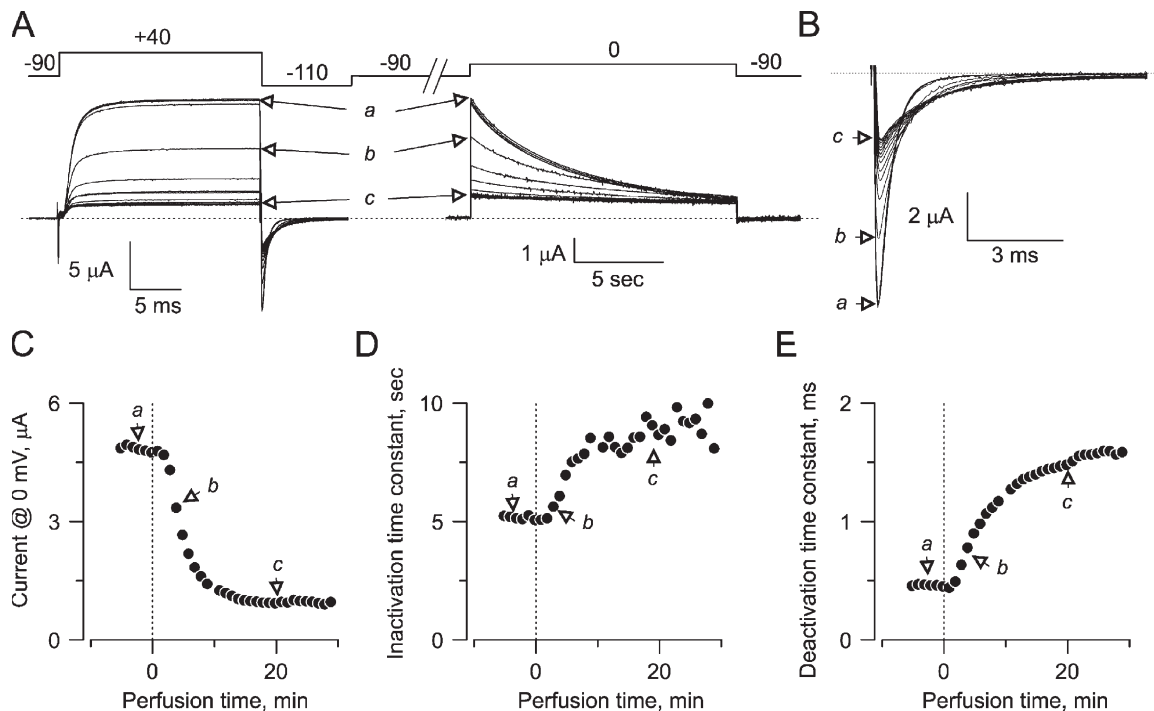 A
B
-90
+40
-110
-90
0
-90
a
b
c
5 μA
5 ms
1 μA
5 sec
c
b
a
2 μA
3 ms
C
Current @ 0 mV, μA
6
3
0
a
b
c
0
20
Perfusion time, min
D
Inactivation time constant, sec
10
5
0
a
b
c
0
20
Perfusion time, min
E
Deactivation time constant, ms
2
1
0
a
b
c
0
20
Perfusion time, min